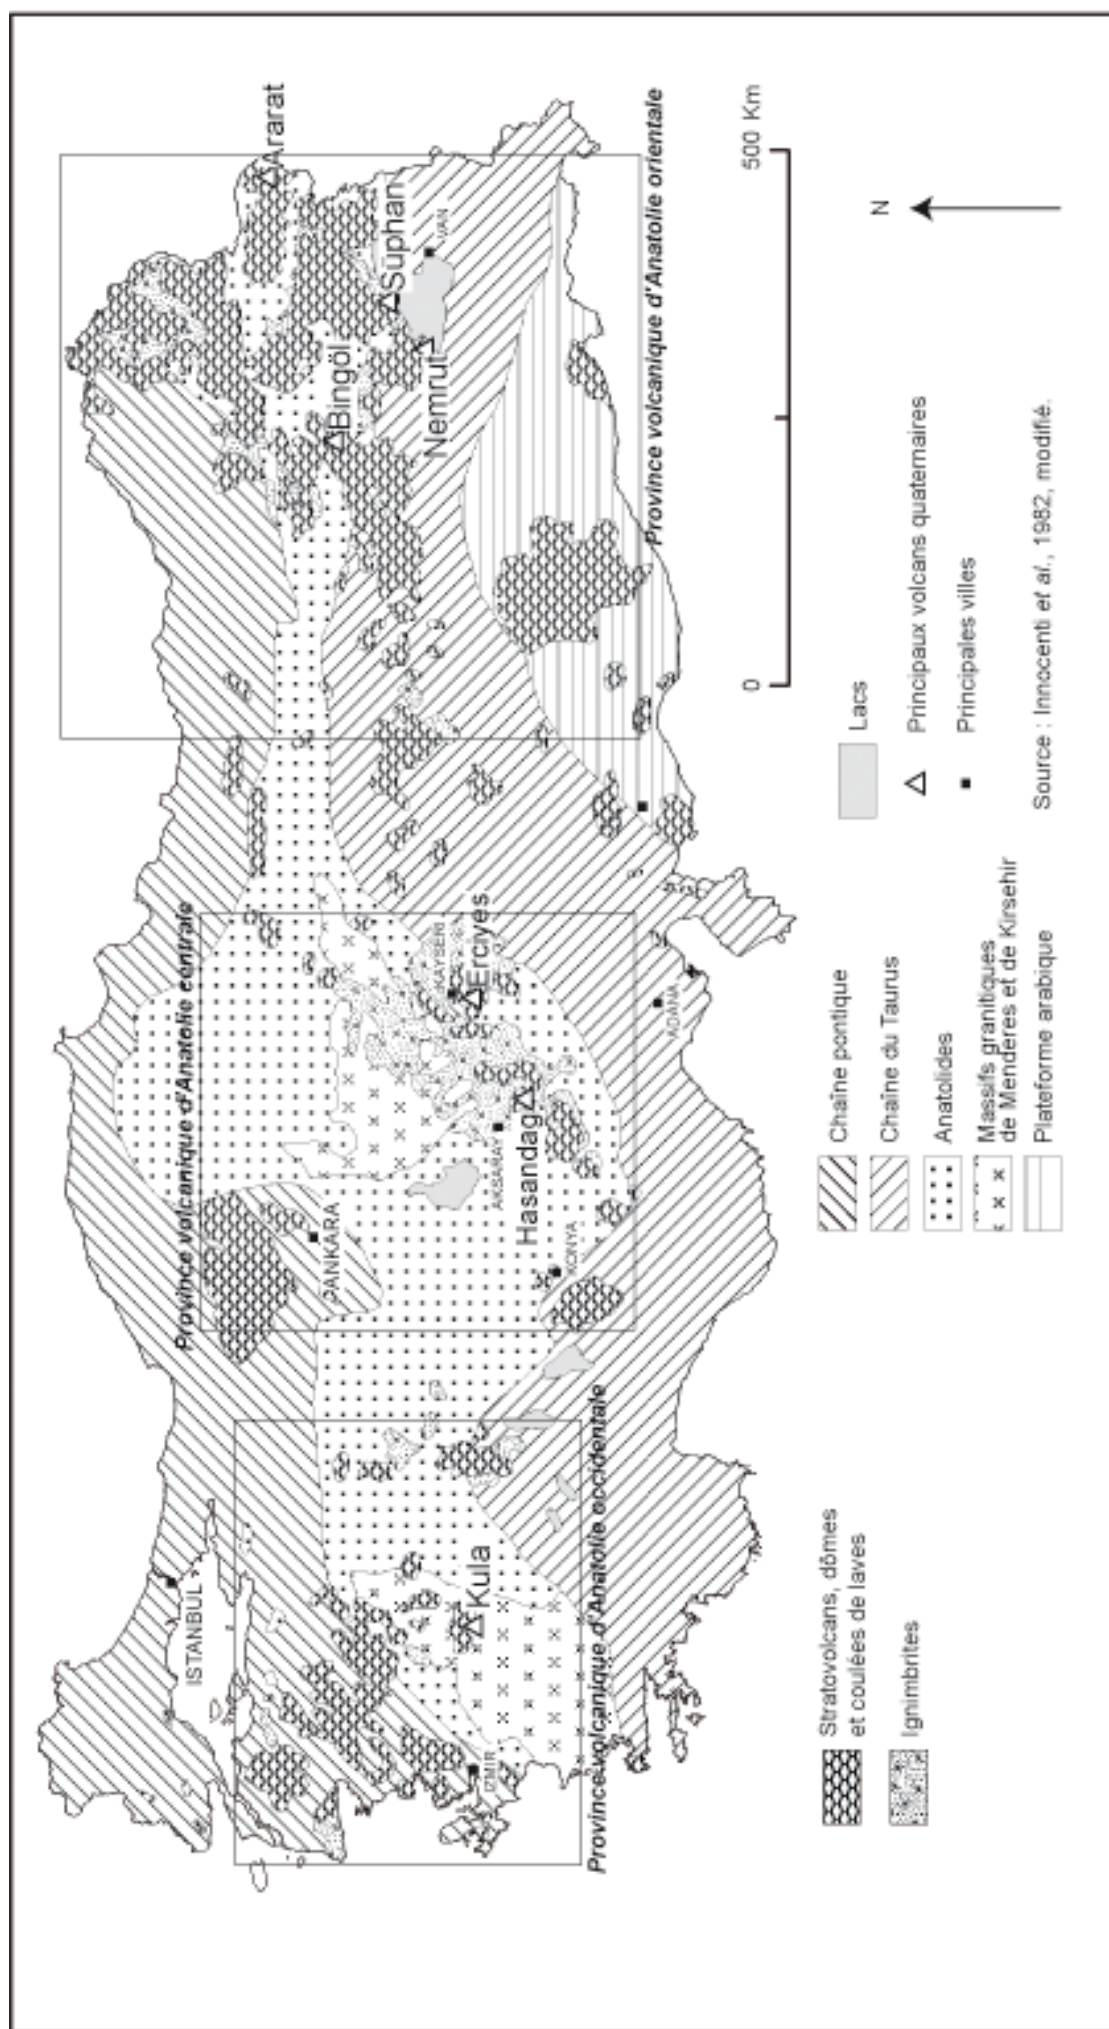 Province volcanique d'Anatolie centrale
Province volcanique d'Anatolie occidentale
Province volcanique d'Anatolie orientale
ISTANBUL
IZMIR
Kula
ANKARA
KONYA
AKSARAY
Hasandag
KAYSERI
Erciyes
ADANA
Bingöl
Nemrut
Suphan
VAN
Ararat
Stratovolcans, dômes
et coulées de laves
Ignimbrites
Chaîne pontique
Chaîne du Taurus
Anatolides
Massifs granitiques
de Menderes et de Kirsehir
Plateforme arabique
Lacs
Principaux volcans quaternaires
Principales villes
Source : Innocenti et al., 1982, modifié.
0 500 Km
N